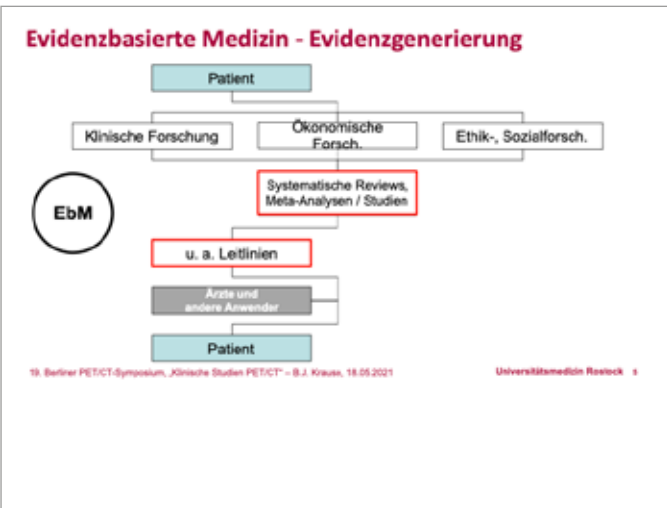 Evidenzbasierte Medizin - Evidenzgenerierung
Patient
Klinische Forschung
Ökonomische
Forsch.
Ethik-, Sozialforsch.
Systematische Reviews,
Meta-Analysen / Studien
EbM
u. a. Leitlinien
Ärzte und
andere Anwender
Patient
19. Berliner PET/CT-Symposium, „Klinische Studien PET/CT“ – B.J. Krause, 18.05.2021
Universitätsmedizin Rostock 5